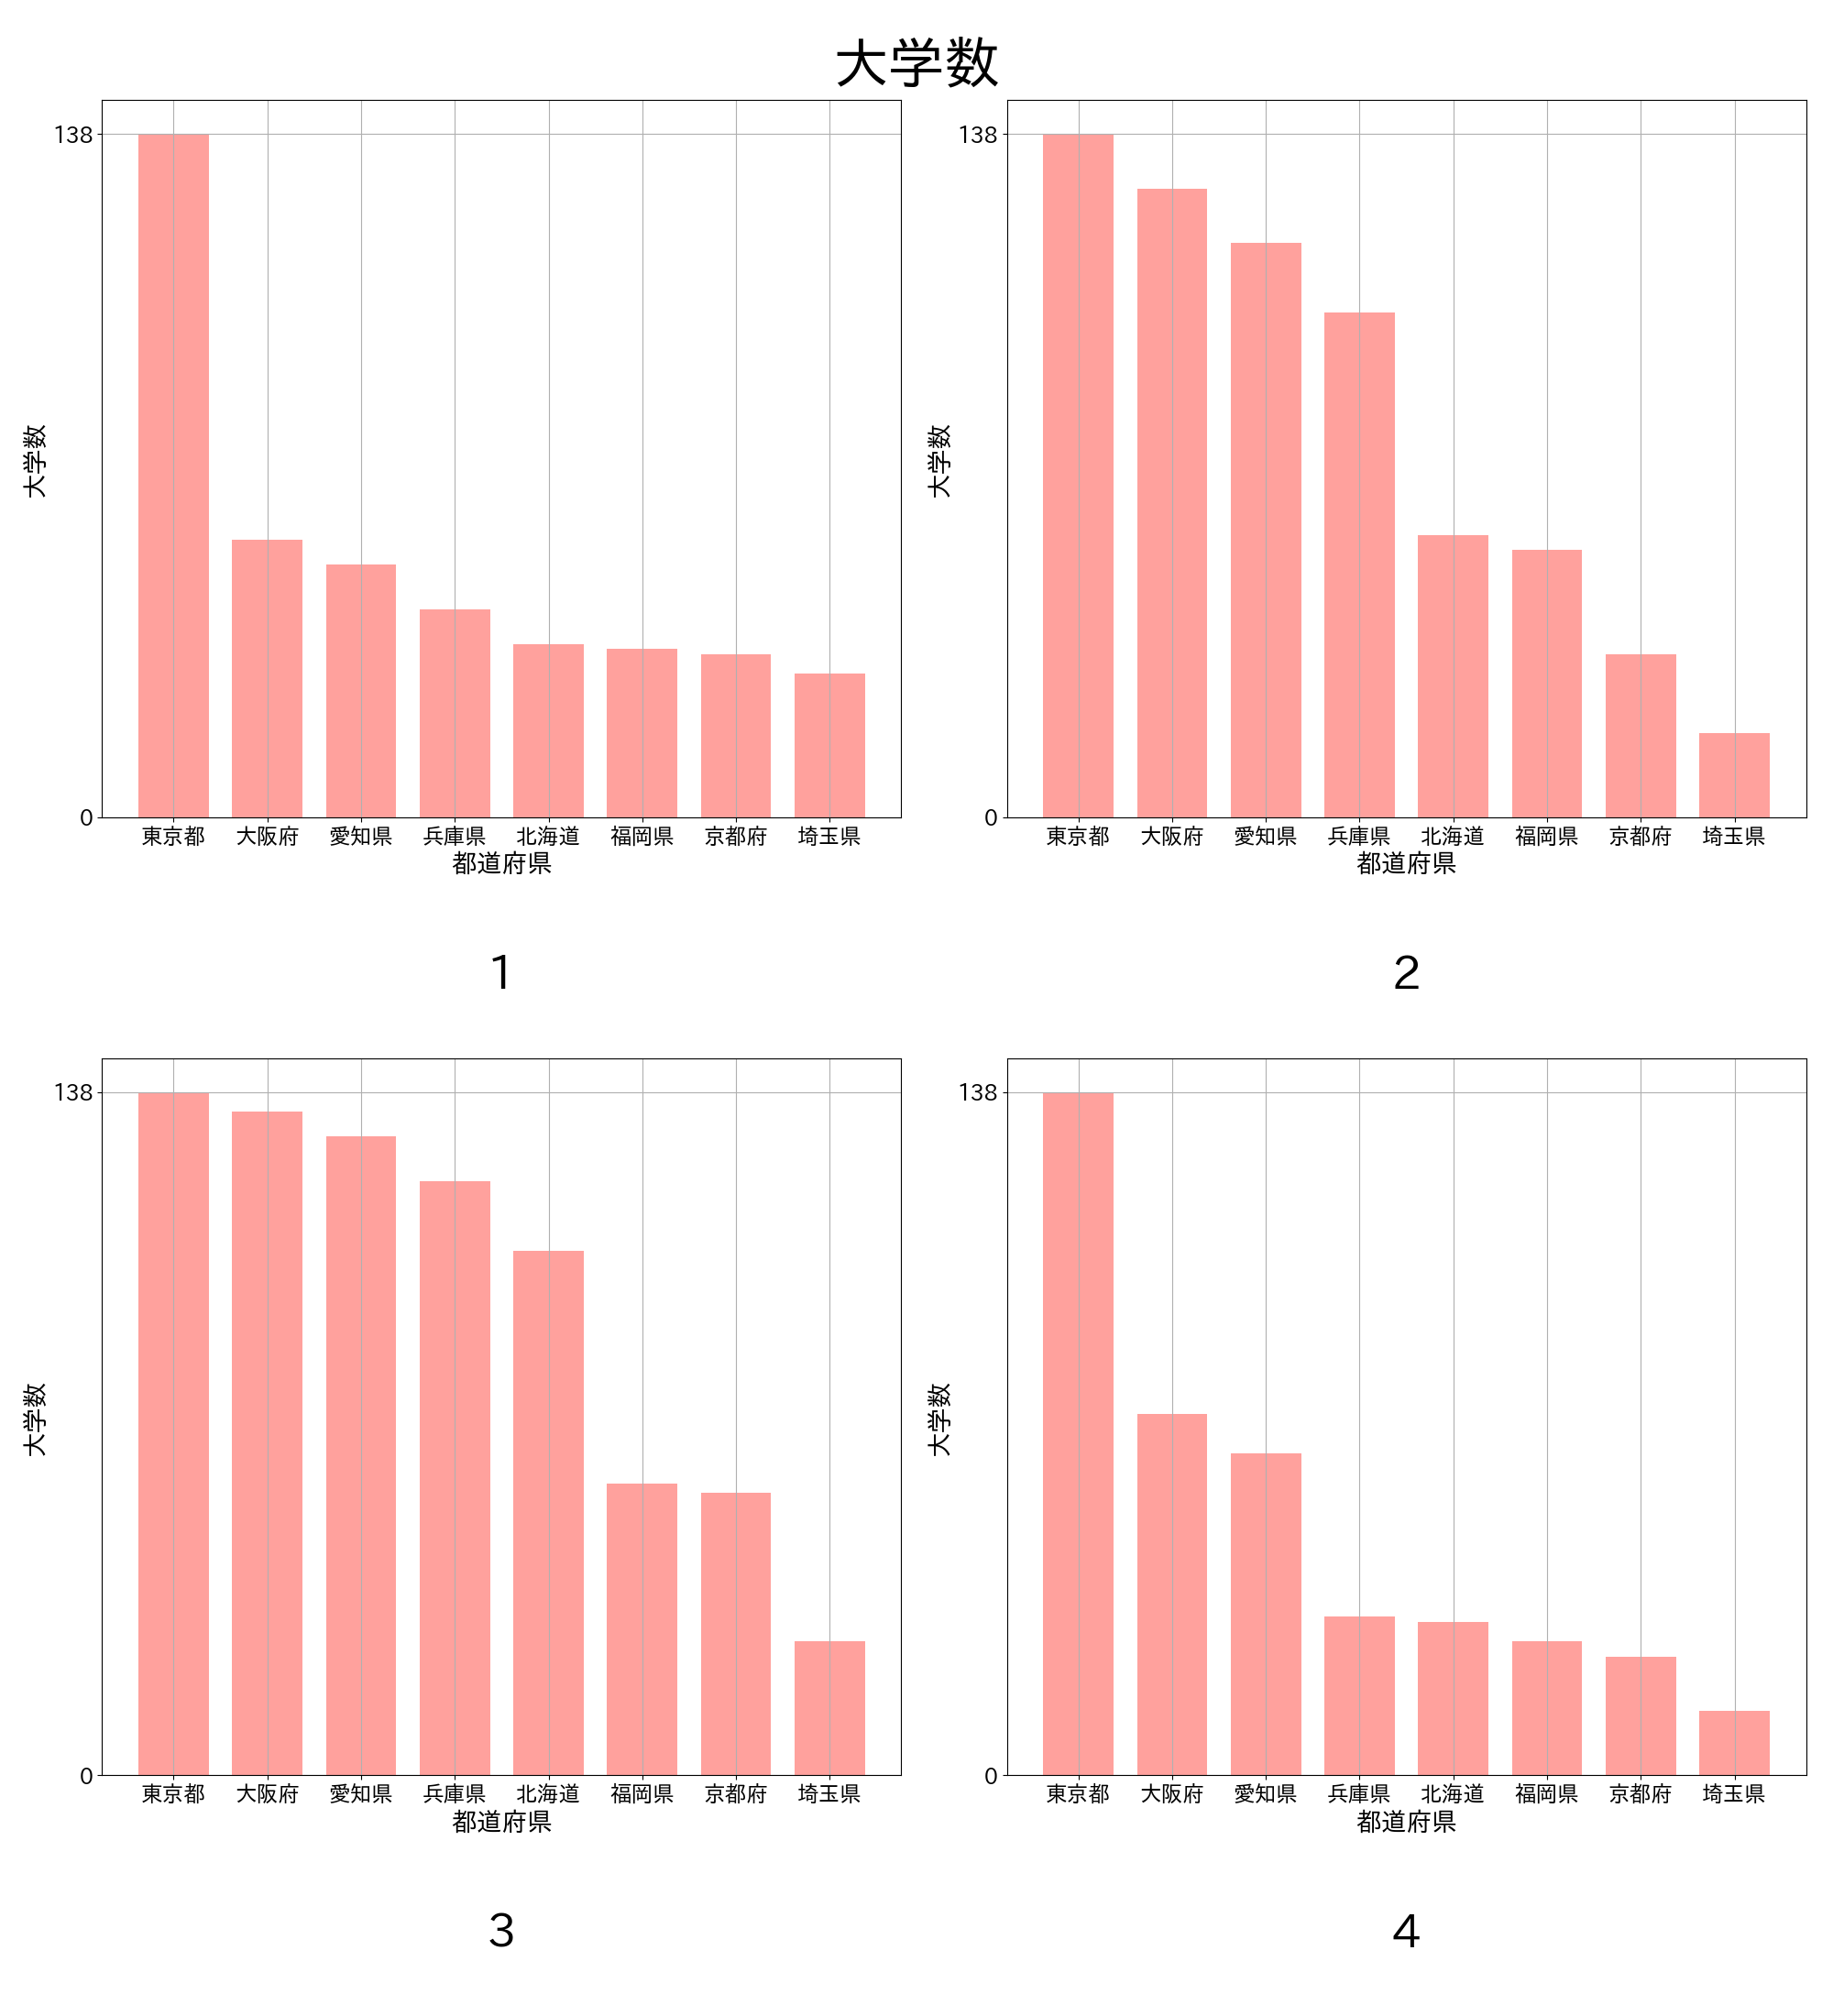 大学数
138
0
大学数
東京都 大阪府 愛知県 兵庫県 北海道 福岡県 京都府 埼玉県
都道府県
1
138
0
大学数
東京都 大阪府 愛知県 兵庫県 北海道 福岡県 京都府 埼玉県
都道府県
2
138
0
大学数
東京都 大阪府 愛知県 兵庫県 北海道 福岡県 京都府 埼玉県
都道府県
3
138
0
大学数
東京都 大阪府 愛知県 兵庫県 北海道 福岡県 京都府 埼玉県
都道府県
4